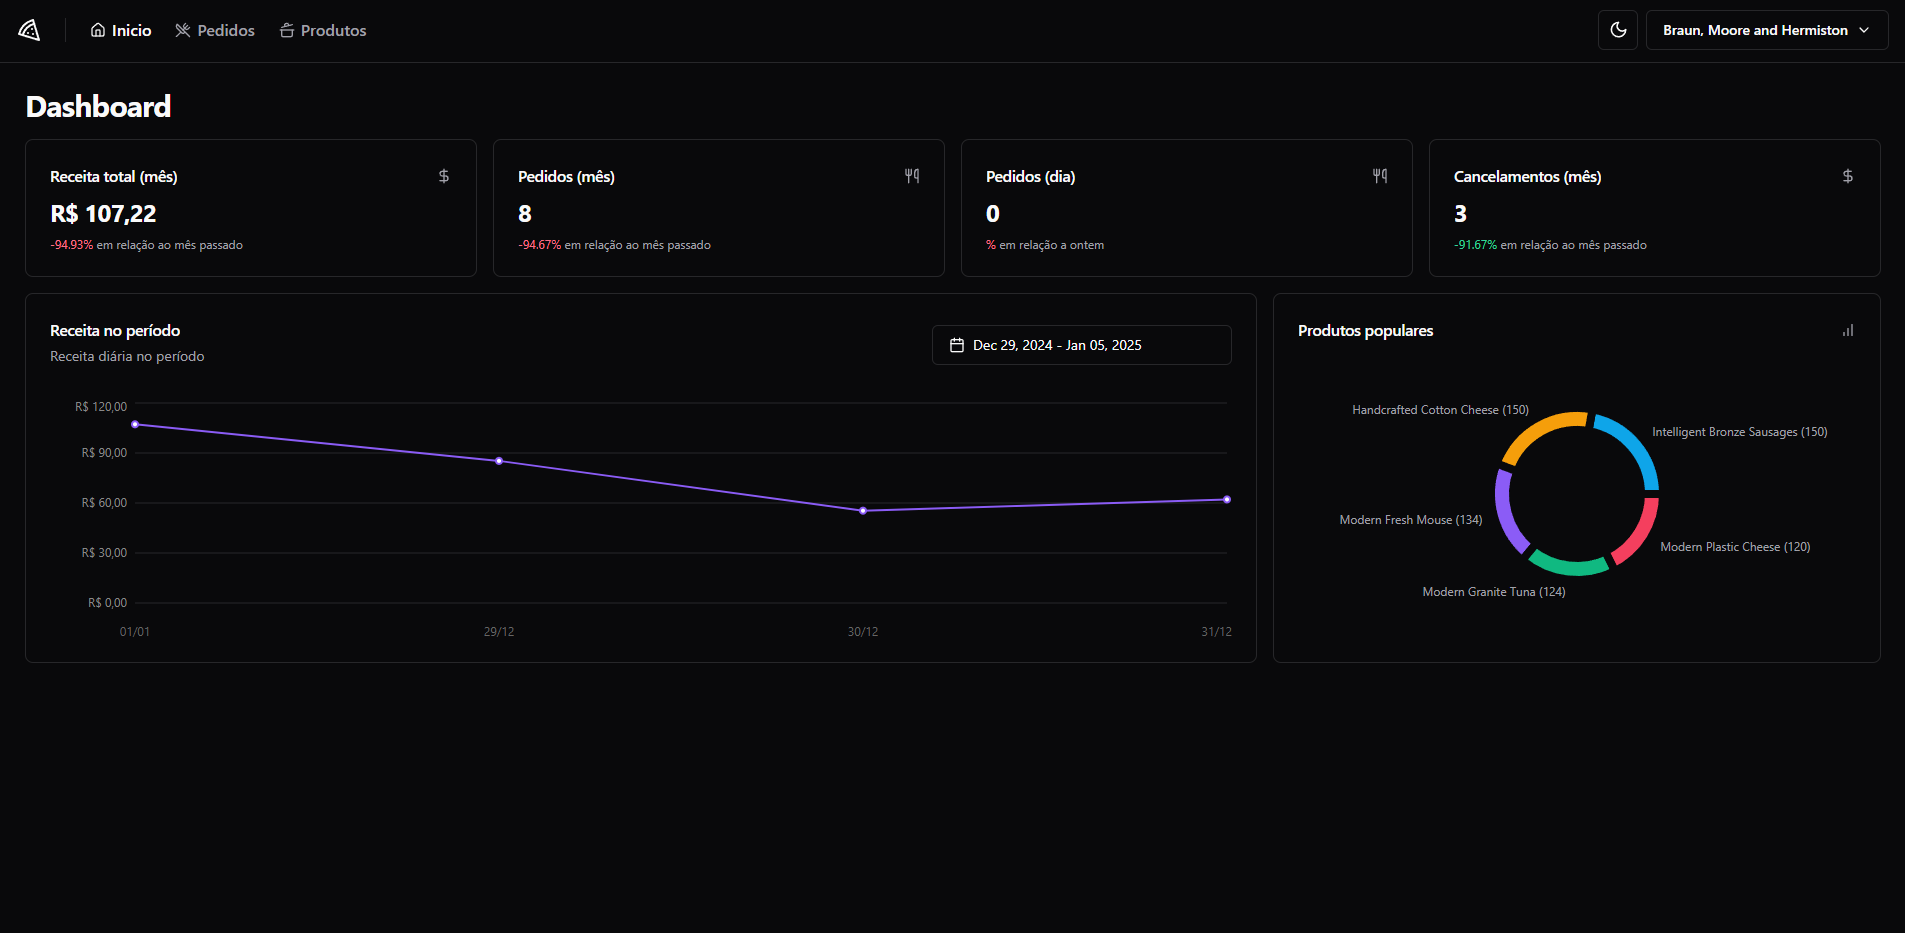 Inicio Pedidos Produtos Braun, Moore and Hermiston
Dashboard
Receita total (mês)
R$ 107,22
-94.93% em relação ao mês passado
Pedidos (mês)
8
-94.67% em relação ao mês passado
Pedidos (dia)
0
% em relação a ontem
Cancelamentos (mês)
3
-91.67% em relação ao mês passado
Receita no período
Receita diária no período
Dec 29, 2024 - Jan 05, 2025
R$ 120,00
R$ 90,00
R$ 60,00
R$ 30,00
R$ 0,00
01/01 29/12 30/12 31/12
Produtos populares
Handcrafted Cotton Cheese (150)
Intelligent Bronze Sausages (150)
Modern Fresh Mouse (134)
Modern Plastic Cheese (120)
Modern Granite Tuna (124)